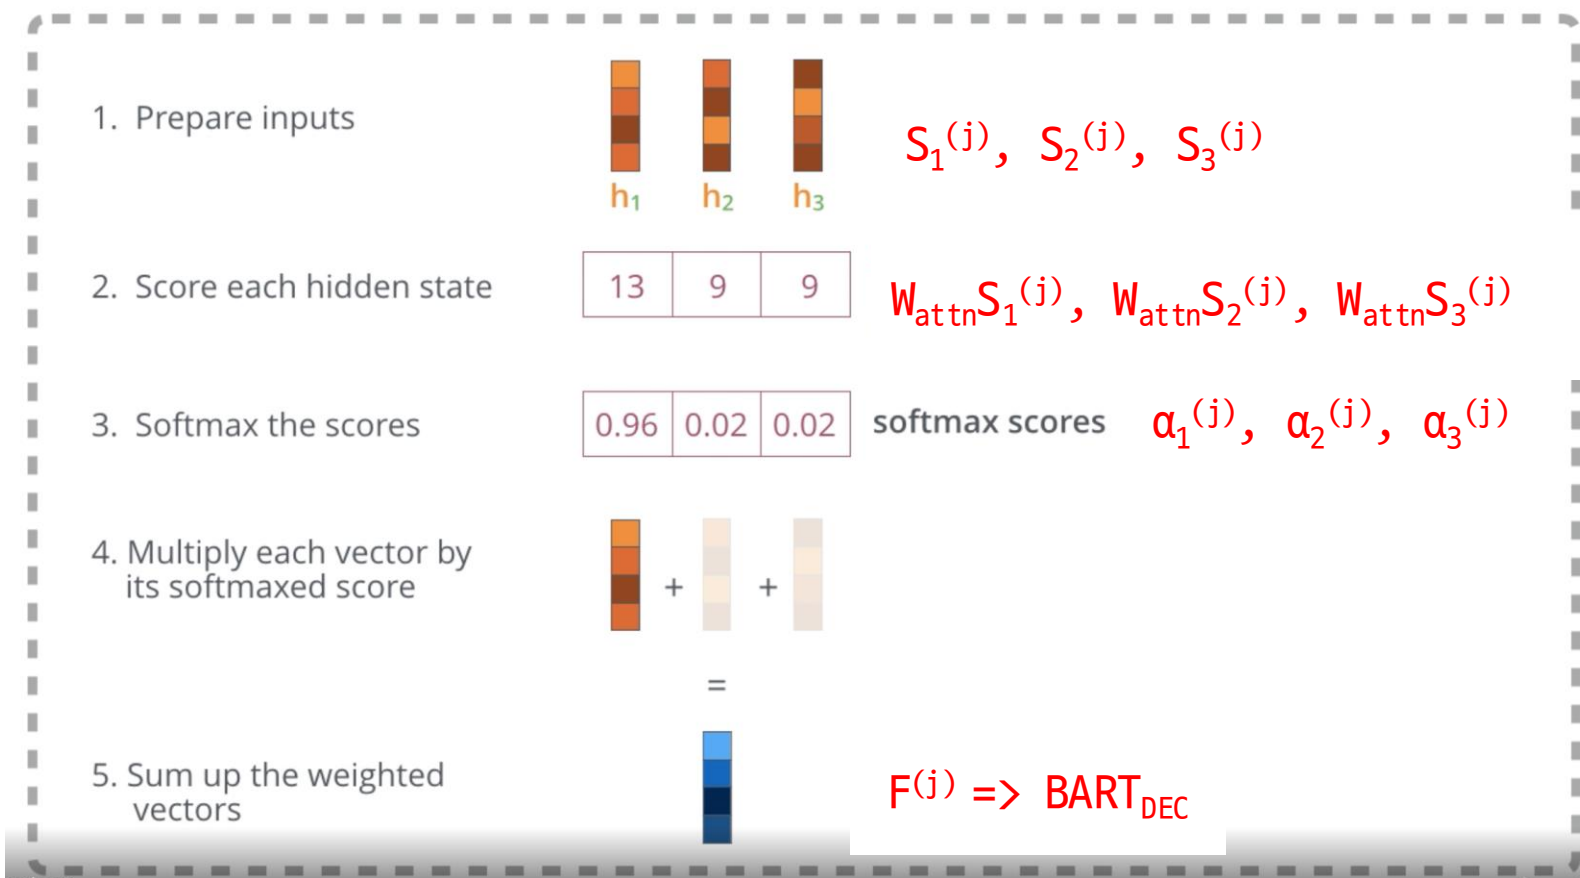 1. Prepare inputs
h₁ h₂ h₃
S₁⁽ʲ⁾, S₂⁽ʲ⁾, S₃⁽ʲ⁾
2. Score each hidden state
13 9 9
WₐₜₜₙS₁⁽ʲ⁾, WₐₜₜₙS₂⁽ʲ⁾, WₐₜₜₙS₃⁽ʲ⁾
3. Softmax the scores
0.96 0.02 0.02
softmax scores
α₁⁽ʲ⁾, α₂⁽ʲ⁾, α₃⁽ʲ⁾
4. Multiply each vector by
its softmaxed score
+ +
=
5. Sum up the weighted
vectors
F⁽ʲ⁾ => BART_DEC